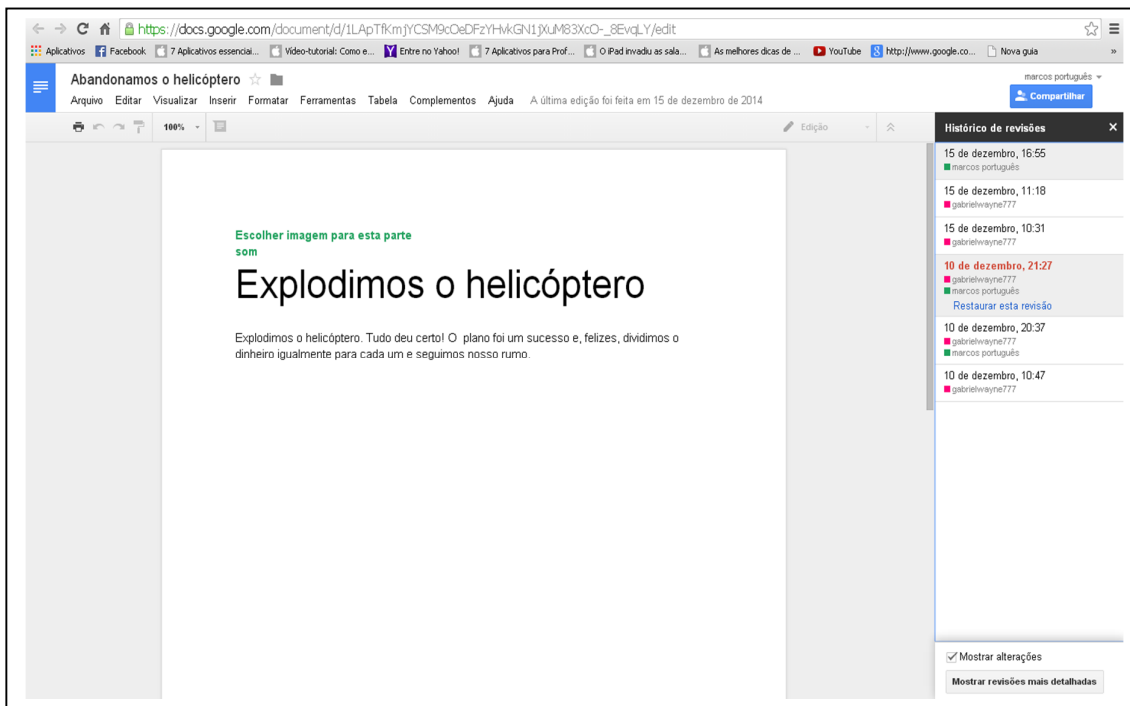 https://docs.google.com/document/d/1LApTfKmjYCSM9cOeDFzYHvkGN1jXuM83XcO-_8EvqLY/edit
Aplicativos Facebook 7 Aplicativos essenciai... Vídeo-tutorial: Como e... Entre no Yahoo! 7 Aplicativos para Prof... O iPad invadiu as sala... As melhores dicas de ... YouTube http://www.google.co... Nova guia »
Abandonamos o helicóptero
marcos português
Arquivo Editar Visualizar Inserir Formatar Ferramentas Tabela Complementos Ajuda A última edição foi feita em 15 de dezembro de 2014
Compartilhar
100%
Edição
Escolher imagem para esta parte
som
Explodimos o helicóptero
Explodimos o helicóptero. Tudo deu certo! O plano foi um sucesso e, felizes, dividimos o
dinheiro igualmente para cada um e seguimos nosso rumo.
Histórico de revisões
15 de dezembro, 16:55
marcos português
15 de dezembro, 11:18
gabrielwayne777
15 de dezembro, 10:31
gabrielwayne777
10 de dezembro, 21:27
gabrielwayne777
marcos português
Restaurar esta revisão
10 de dezembro, 20:37
gabrielwayne777
marcos português
10 de dezembro, 10:47
gabrielwayne777
Mostrar alterações
Mostrar revisões mais detalhadas